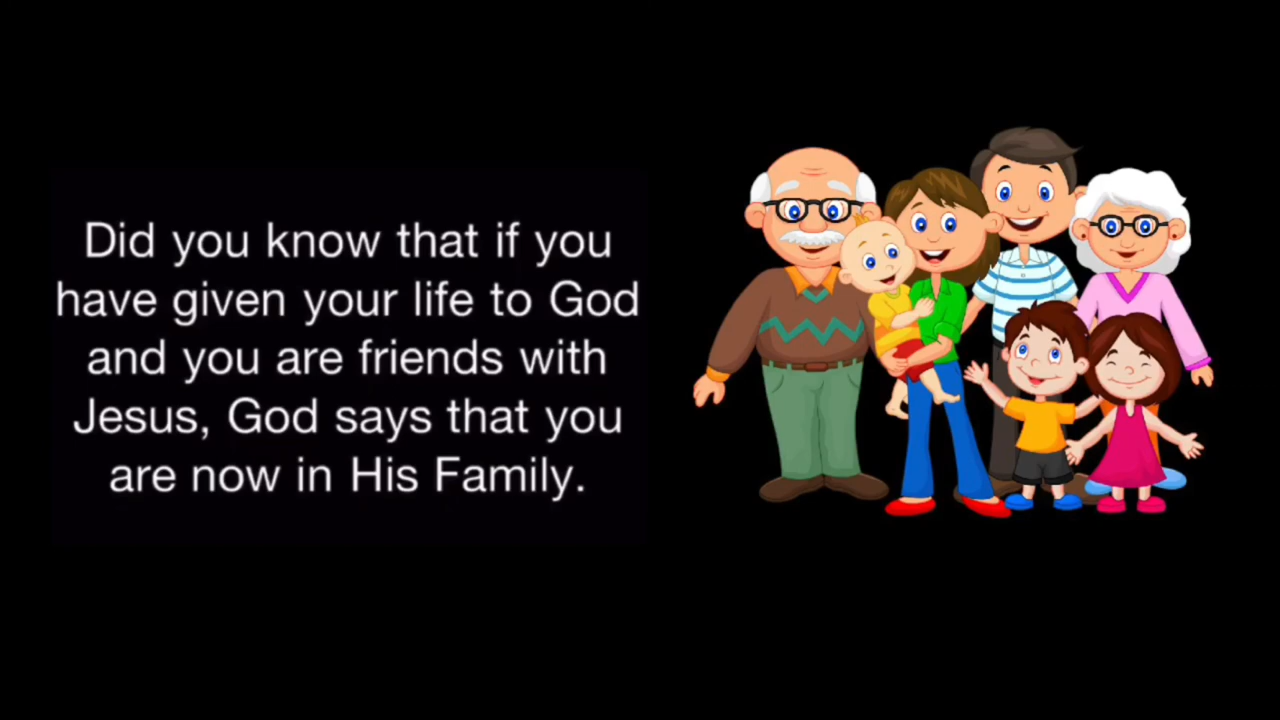 Did you know that if you
have given your life to God
and you are friends with
Jesus, God says that you
are now in His Family.